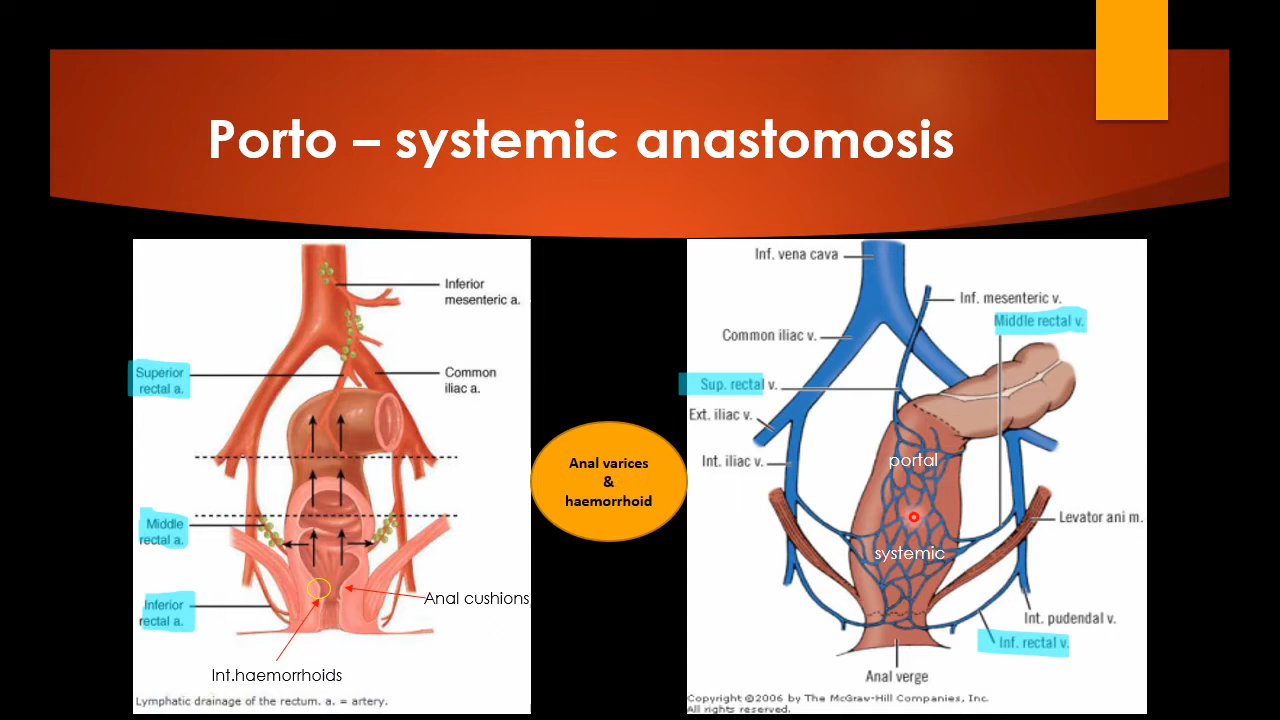 Porto – systemic anastomosis
Inferior
mesenteric a.
Superior
rectal a.
Common
iliac a.
Middle
rectal a.
Inferior
rectal a.
Anal cushions
Int.haemorrhoids
Lymphatic drainage of the rectum. a. = artery.
Anal varices
&
haemorrhoid
Inf. vena cava
Inf. mesenteric v.
Middle rectal v.
Common iliac v.
Sup. rectal v.
Ext. iliac v.
Int. iliac v.
portal
Levator ani m.
systemic
Int. pudendal v.
Inf. rectal v.
Anal verge
Copyright ©2006 by The McGraw-Hill Companies, Inc.
All rights reserved.